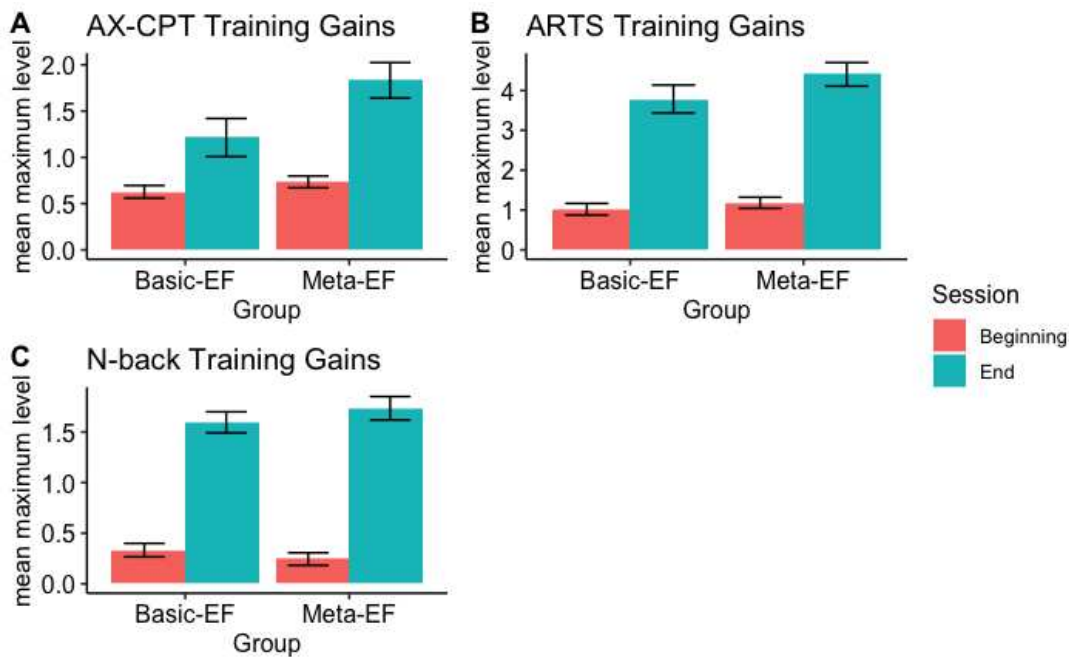 A AX-CPT Training Gains
mean maximum level
2.0
1.5
1.0
0.5
0.0
Basic-EF Meta-EF
Group
B ARTS Training Gains
mean maximum level
4
3
2
1
0
Basic-EF Meta-EF
Group
C N-back Training Gains
mean maximum level
1.5
1.0
0.5
0.0
Basic-EF Meta-EF
Group
Session
Beginning
End